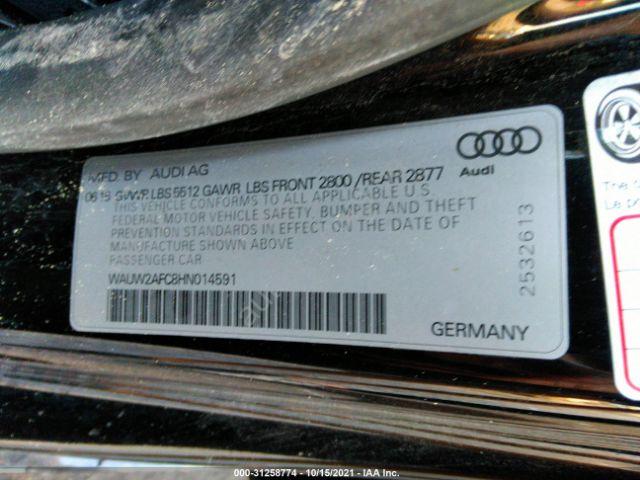 MFD. BY AUDI AG
GVWR LBS 5512 GAWR LBS FRONT 2800 /REAR 2877
THIS VEHICLE CONFORMS TO ALL APPLICABLE U.S.
FEDERAL MOTOR VEHICLE SAFETY, BUMPER AND THEFT
PREVENTION STANDARDS IN EFFECT ON THE DATE OF
MANUFACTURE SHOWN ABOVE
PASSENGER CAR
WAUW2AFC8HN014591
Audi
2532613
GERMANY
The
Le
000-31258774 - 10/15/2021 - IAA Inc.